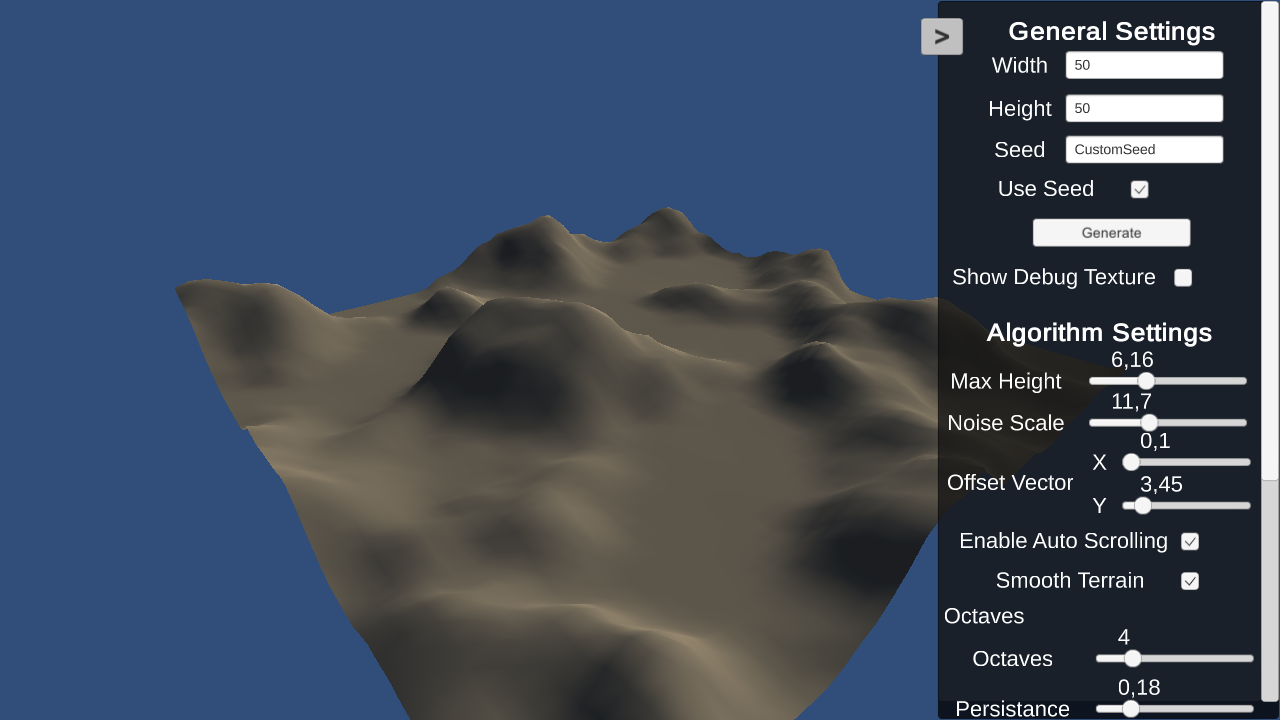 >
General Settings
Width 50
Height 50
Seed CustomSeed
Use Seed
Generate
Show Debug Texture
Algorithm Settings
6,16
Max Height
11,7
Noise Scale
0,1
X
Offset Vector
3,45
Y
Enable Auto Scrolling
Smooth Terrain
Octaves
4
Octaves
0,18
Persistance